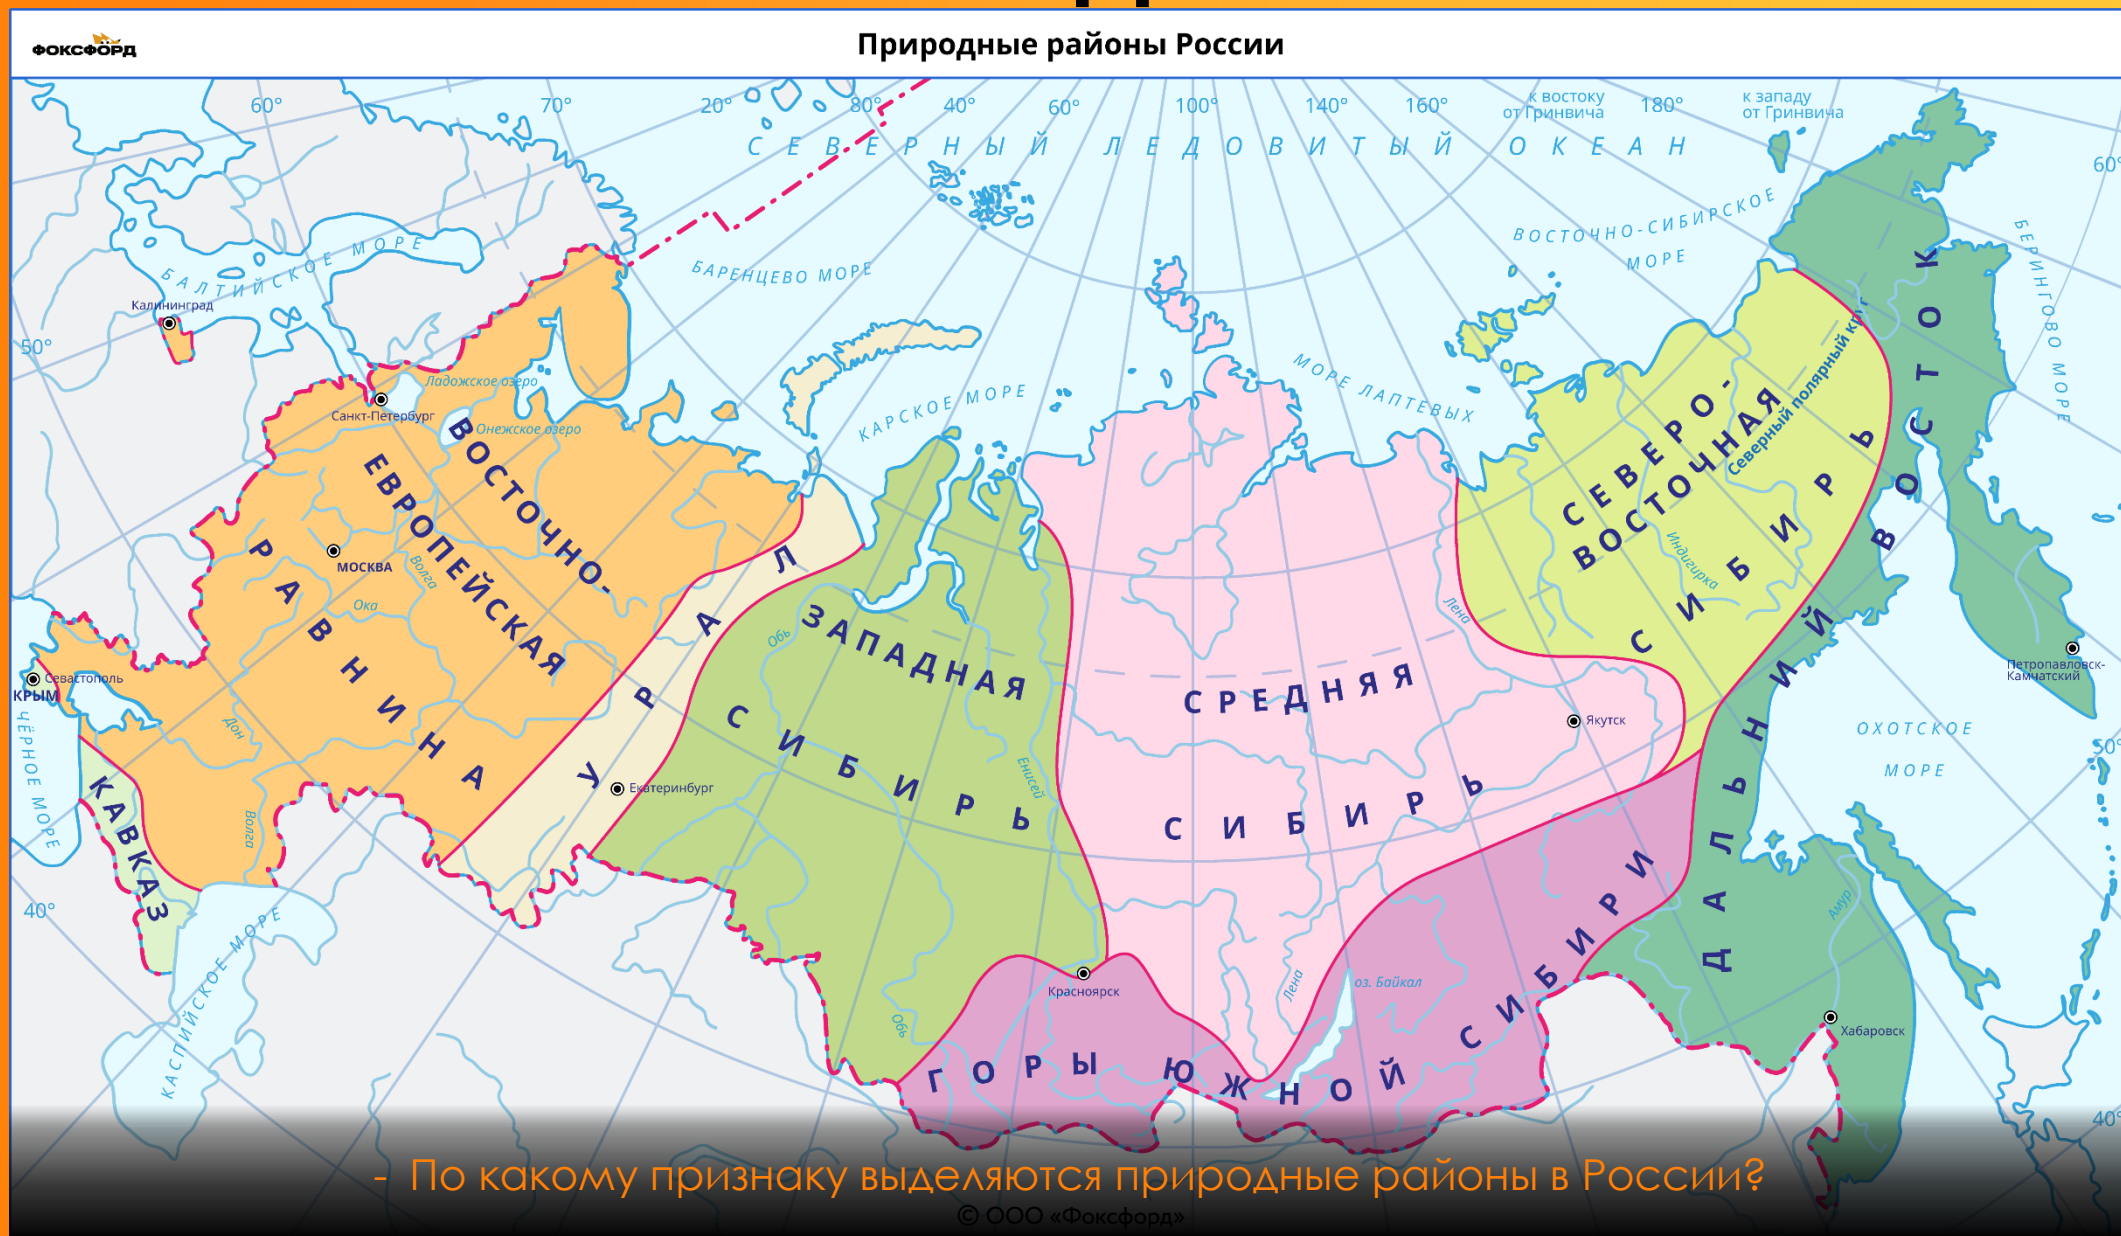 ФОКСФОРД
Природные районы России
60°
70°
20°
80°
40°
60°
100°
140°
160°
к востоку
от Гринвича
180°
к западу
от Гринвича
СЕВЕРНЫЙ ЛЕДОВИТЫЙ ОКЕАН
60°
ВОСТОЧНО-СИБИРСКОЕ
МОРЕ
БЕРИНГОВО МОРЕ
БАЛТИЙСКОЕ МОРЕ
БАРЕНЦЕВО МОРЕ
Калининград
50°
Ладожское озеро
Санкт-Петербург
Онежское озеро
КАРСКОЕ МОРЕ
МОРЕ ЛАПТЕВЫХ
Северный полярный круг
ВОСТОЧНО-
ЕВРОПЕЙСКАЯ
РАВНИНА
МОСКВА
Волга
Ока
УРАЛ
Обь
ЗАПАДНАЯ
СИБИРЬ
СЕВЕРО-
ВОСТОЧНАЯ
СИБИРЬ
Индигирка
Лена
ДАЛЬНИЙ ВОСТОК
Петропавловск-
Камчатский
Севастополь
КРЫМ
ЧЁРНОЕ МОРЕ
Дон
СРЕДНЯЯ
СИБИРЬ
Якутск
ОХОТСКОЕ
МОРЕ
50°
Екатеринбург
Енисей
КАВКАЗ
Волга
40°
КАСПИЙСКОЕ МОРЕ
Амур
Красноярск
Лена
оз. Байкал
Обь
Хабаровск
ГОРЫ ЮЖНОЙ СИБИРИ
40°
- По какому признаку выделяются природные районы в России?
© ООО «Фоксфорд»